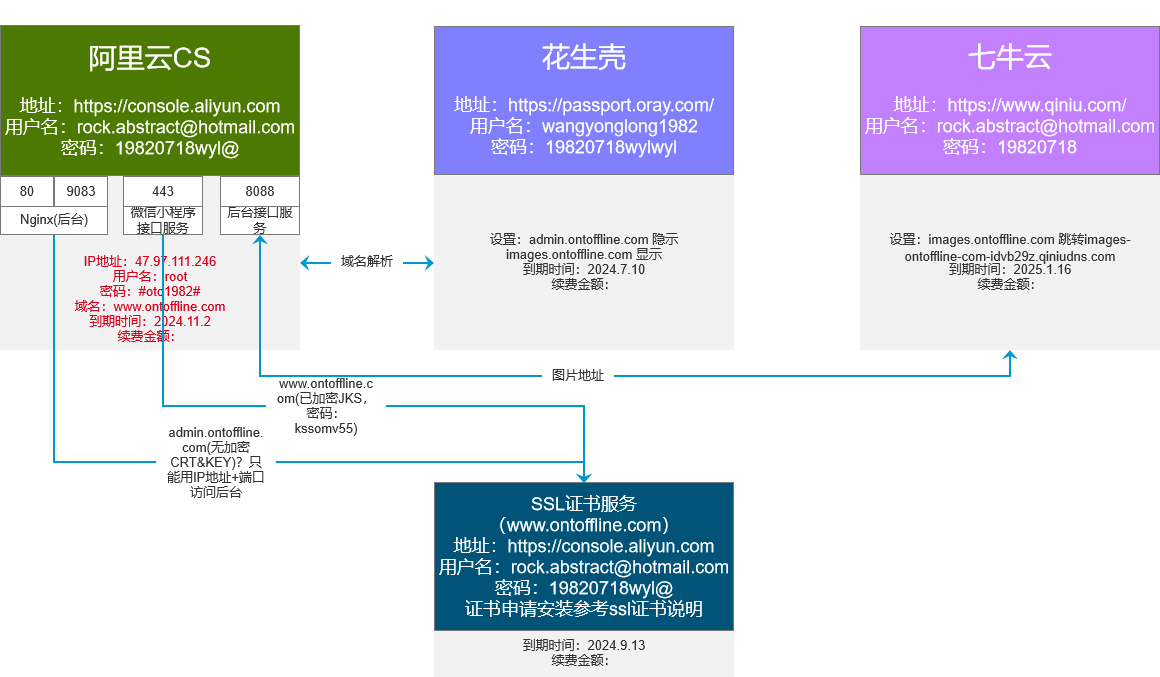 阿里云CS
地址：https://console.aliyun.com
用户名：rock.abstract@hotmail.com
密码：19820718wyl@
80
9083
443
8088
Nginx(后台)
微信小程序
接口服务
后台接口服
务
IP地址：47.97.111.246
用户名：root
密码：#oto1982#
域名：www.ontoffline.com
到期时间：2024.11.2
续费金额：
花生壳
地址：https://passport.oray.com/
用户名：wangyonglong1982
密码：19820718wylwyl
设置：admin.ontoffline.com 隐示
images.ontoffline.com 显示
到期时间：2024.7.10
续费金额：
七牛云
地址：https://www.qiniu.com/
用户名：rock.abstract@hotmail.com
密码：19820718
设置：images.ontoffline.com 跳转images-
ontoffline-com-idvb29z.qiniudns.com
到期时间：2025.1.16
续费金额：
域名解析
图片地址
www.ontoffline.c
om(已加密JKS，
密码：
kssomv55)
admin.ontoffline.
com(无加密
CRT&KEY)？只
能用IP地址+端口
访问后台
SSL证书服务
（www.ontoffline.com）
地址：https://console.aliyun.com
用户名：rock.abstract@hotmail.com
密码：19820718wyl@
证书申请安装参考ssl证书说明
到期时间：2024.9.13
续费金额：